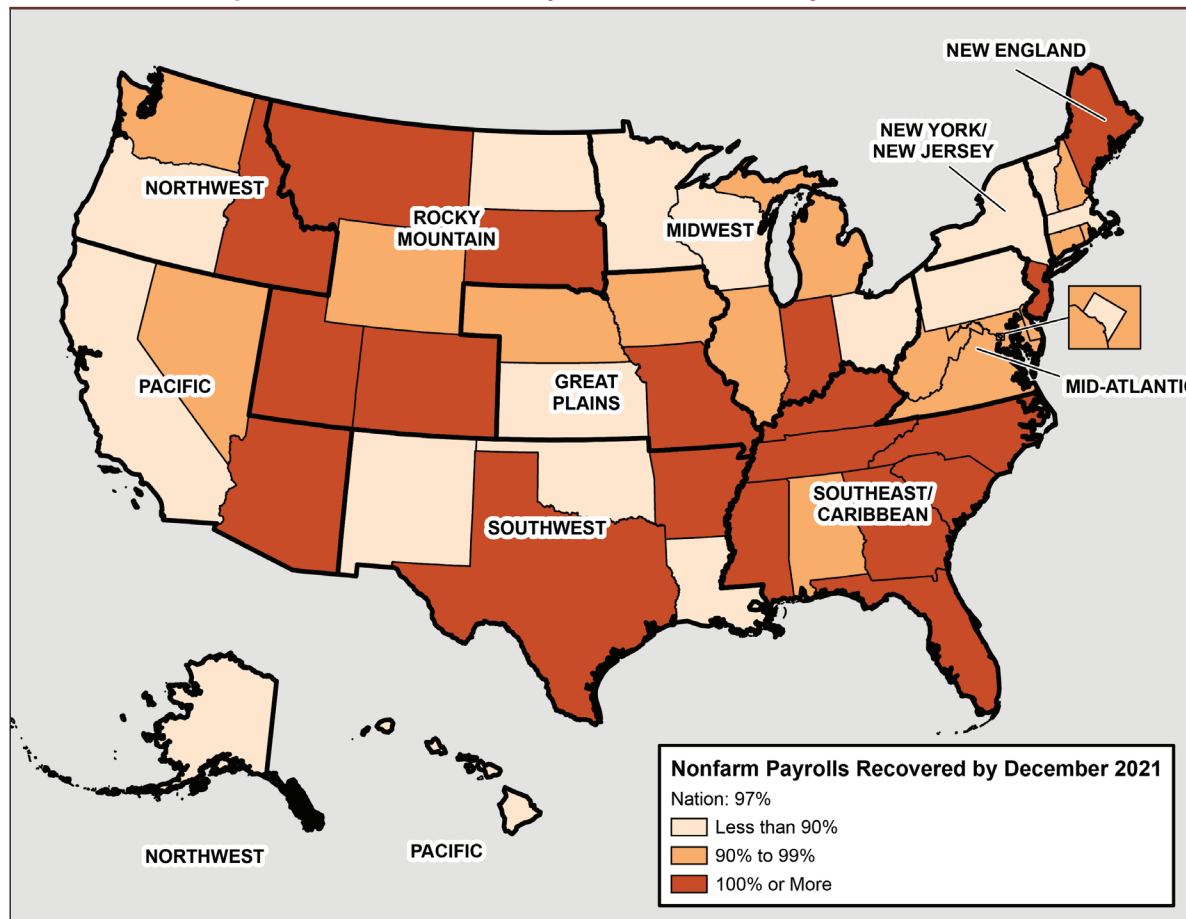 NEW ENGLAND
NEW YORK/
NEW JERSEY
NORTHWEST
ROCKY
MOUNTAIN
MIDWEST
PACIFIC
GREAT
PLAINS
MID-ATLANTIC
SOUTHEAST/
CARIBBEAN
SOUTHWEST
NORTHWEST
PACIFIC
Nonfarm Payrolls Recovered by December 2021
Nation: 97%
Less than 90%
90% to 99%
100% or More